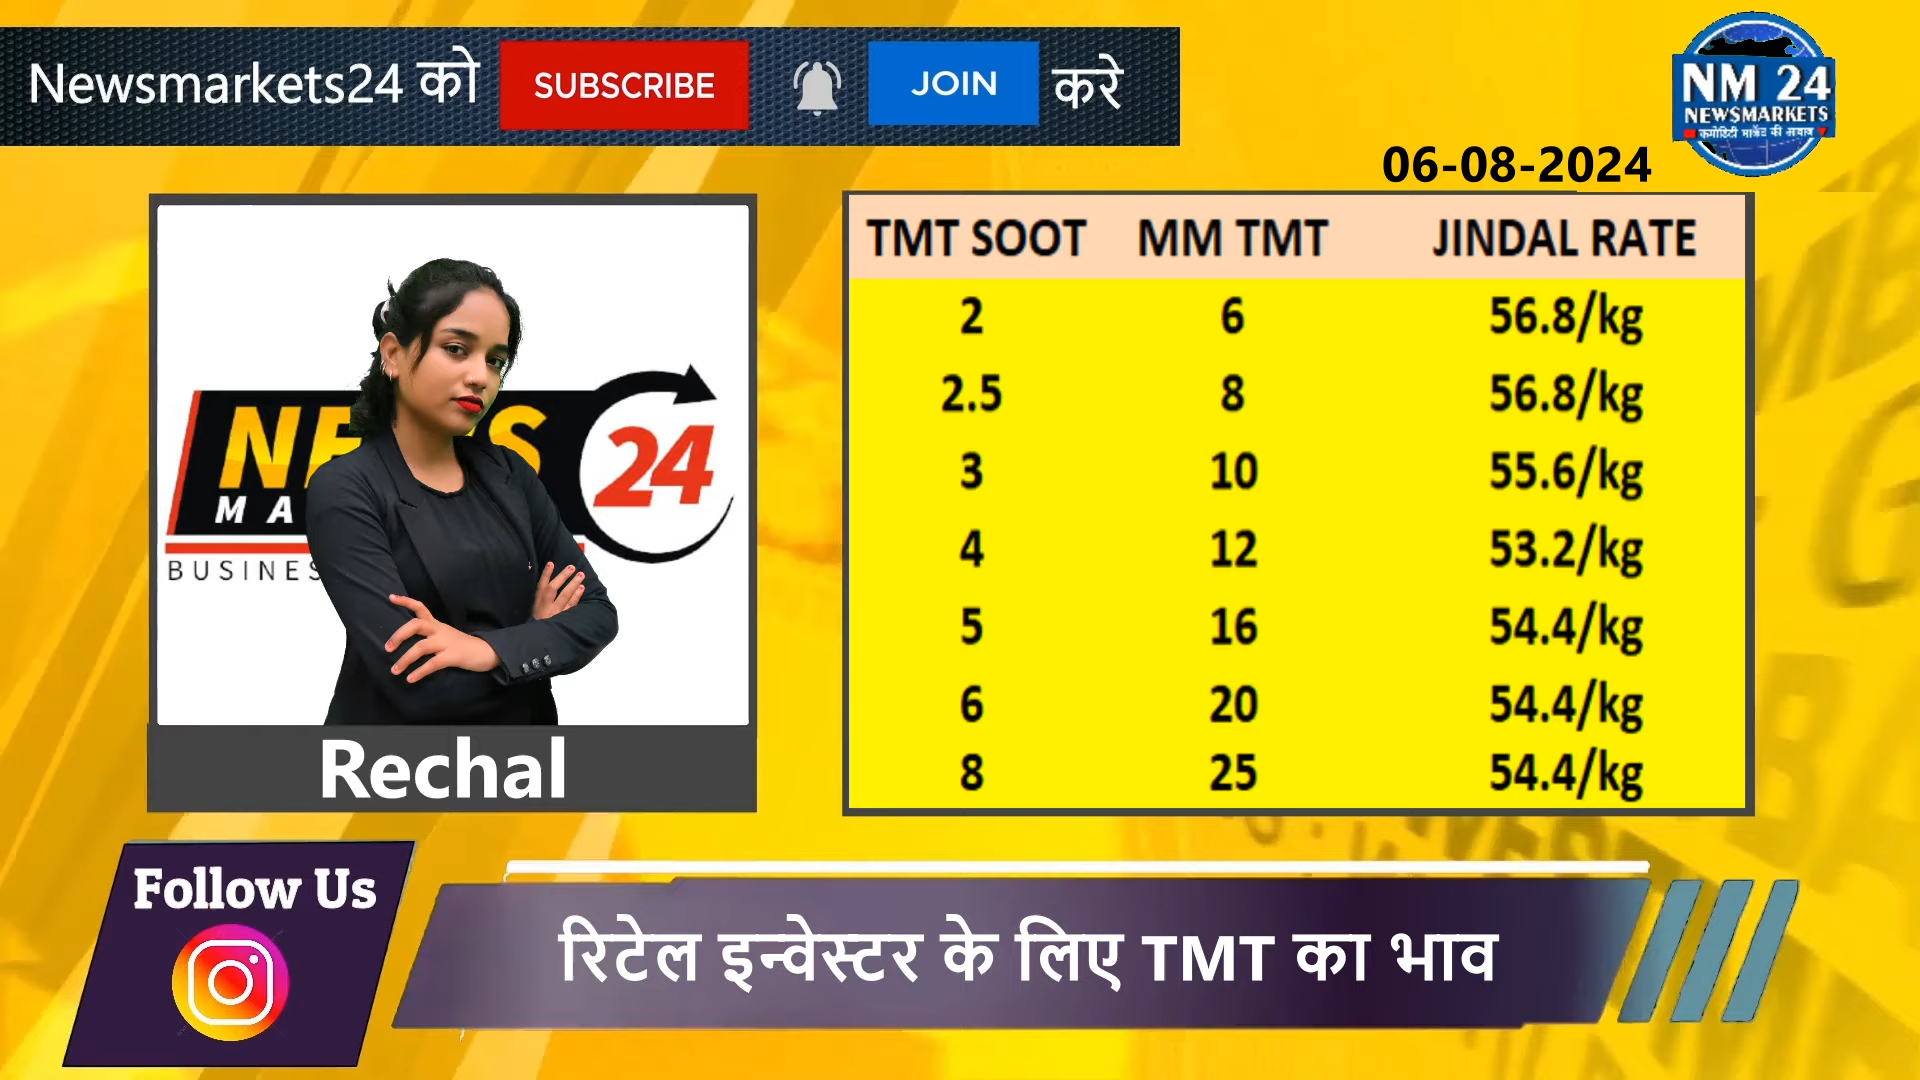 Newsmarkets24 को SUBSCRIBE JOIN करे
NM 24
NEWSMARKETS
कमोडिटी मार्केट की आवाज
06-08-2024
24
MA
BUSINES
Rechal
TMT SOOT MM TMT JINDAL RATE
2 6 56.8/kg
2.5 8 56.8/kg
3 10 55.6/kg
4 12 53.2/kg
5 16 54.4/kg
6 20 54.4/kg
8 25 54.4/kg
Follow Us
रिटेल इन्वेस्टर के लिए TMT का भाव